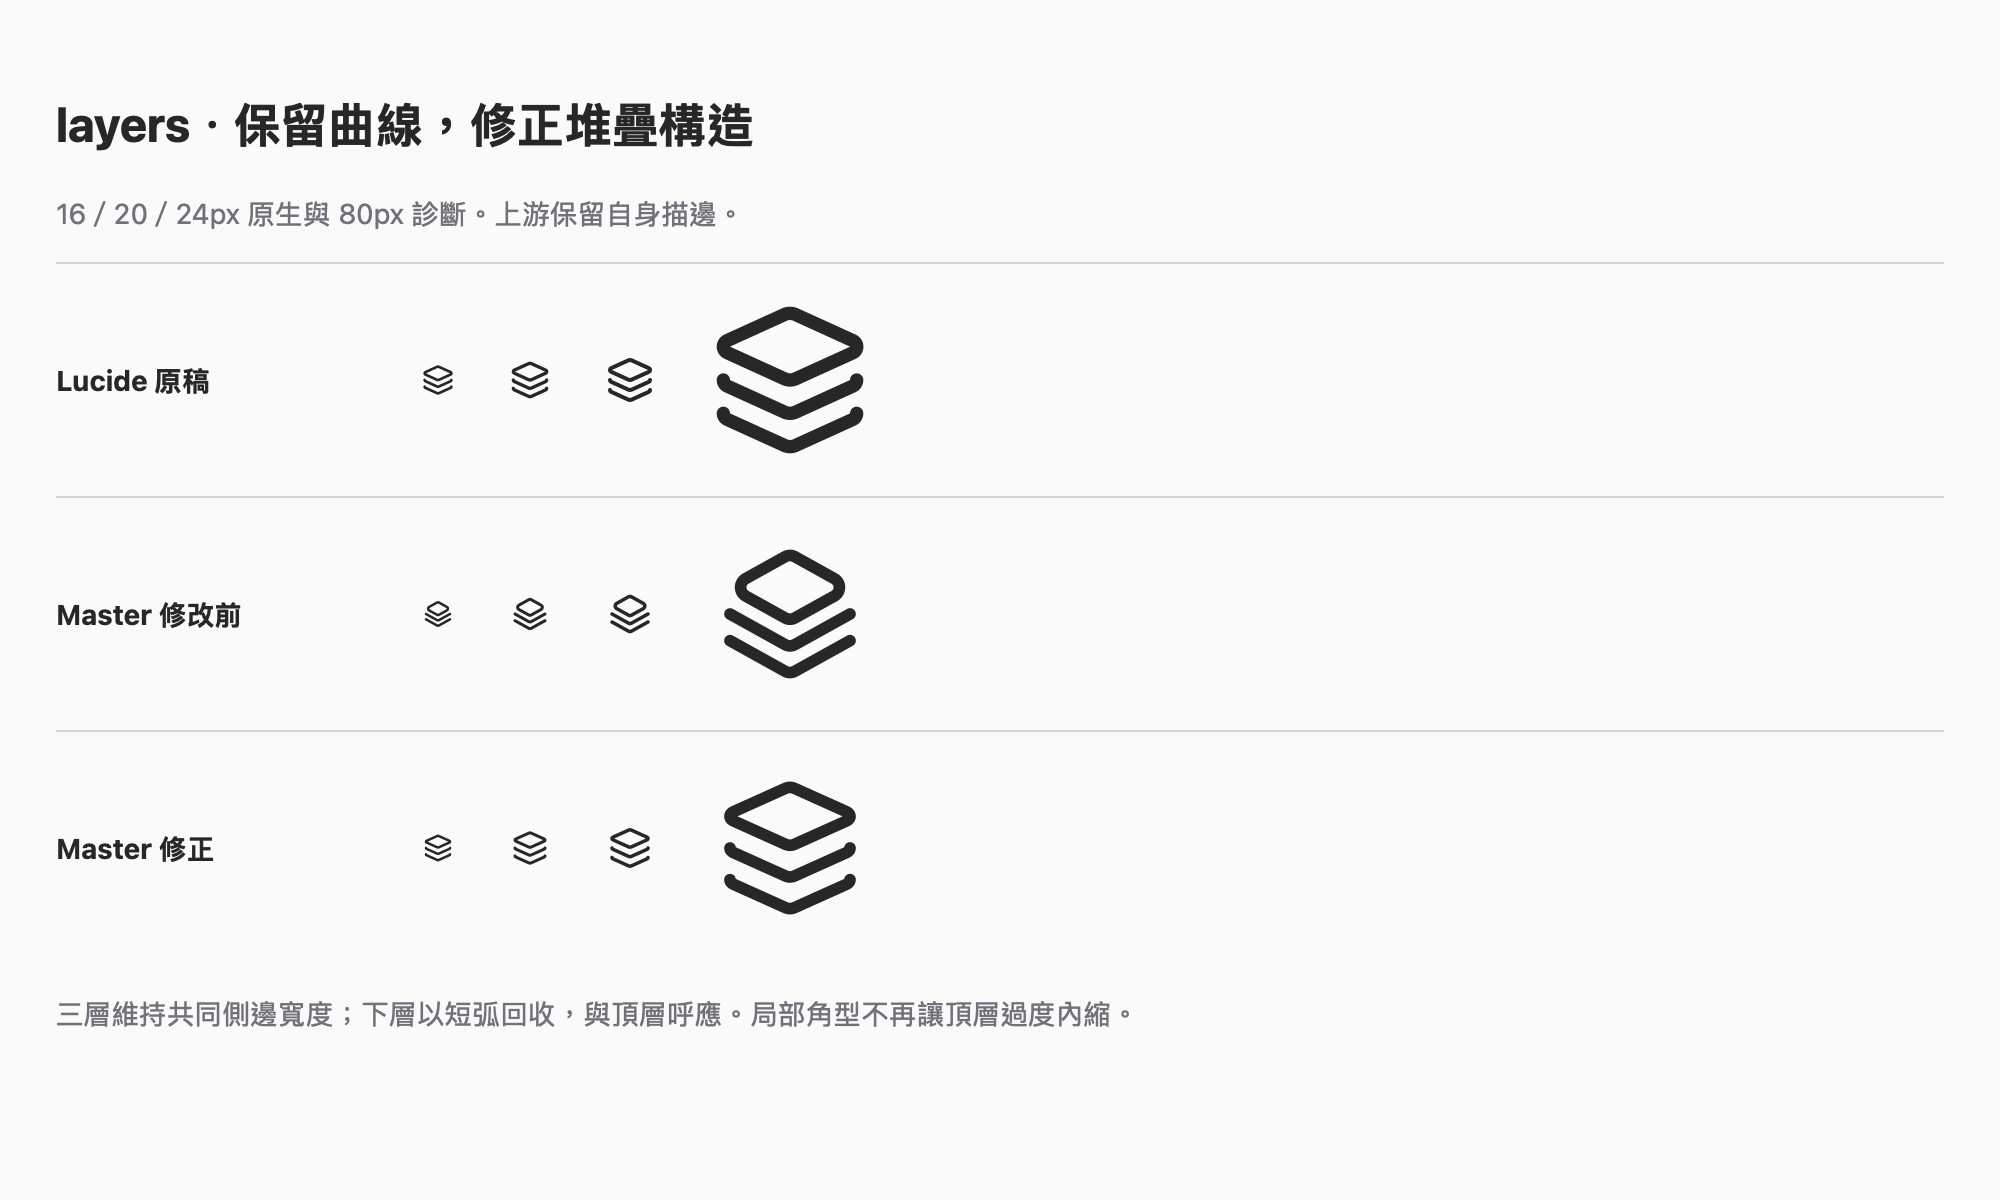 layers · 保留曲線，修正堆疊構造
16 / 20 / 24px 原生與 80px 診斷。上游保留自身描邊。
Lucide 原稿
Master 修改前
Master 修正
三層維持共同側邊寬度；下層以短弧回收，與頂層呼應。局部角型不再讓頂層過度內縮。